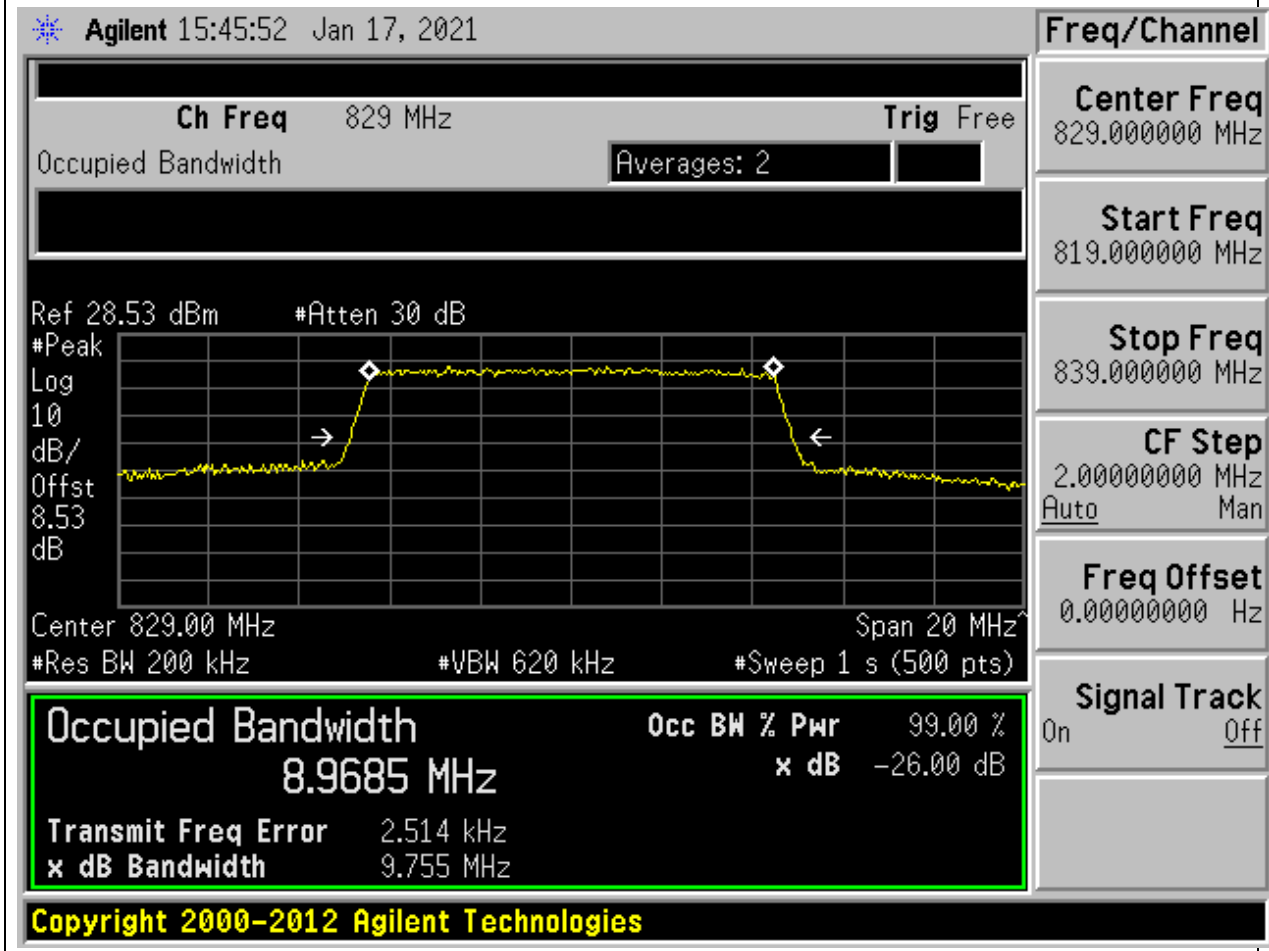 Agilent 15:45:52 Jan 17, 2021
Freq/Channel
Ch Freq 829 MHz Trig Free
Occupied Bandwidth Averages: 2
Ref 28.53 dBm #Atten 30 dB
#Peak
Log
10
dB/
Offst
8.53
dB
Center 829.00 MHz Span 20 MHz^
#Res BW 200 kHz #VBW 620 kHz #Sweep 1 s (500 pts)
Occupied Bandwidth Occ BW % Pwr 99.00 %
8.9685 MHz x dB -26.00 dB
Transmit Freq Error 2.514 kHz
x dB Bandwidth 9.755 MHz
Copyright 2000-2012 Agilent Technologies
Center Freq
829.000000 MHz
Start Freq
819.000000 MHz
Stop Freq
839.000000 MHz
CF Step
2.00000000 MHz
Auto Man
Freq Offset
0.00000000 Hz
Signal Track
On Off